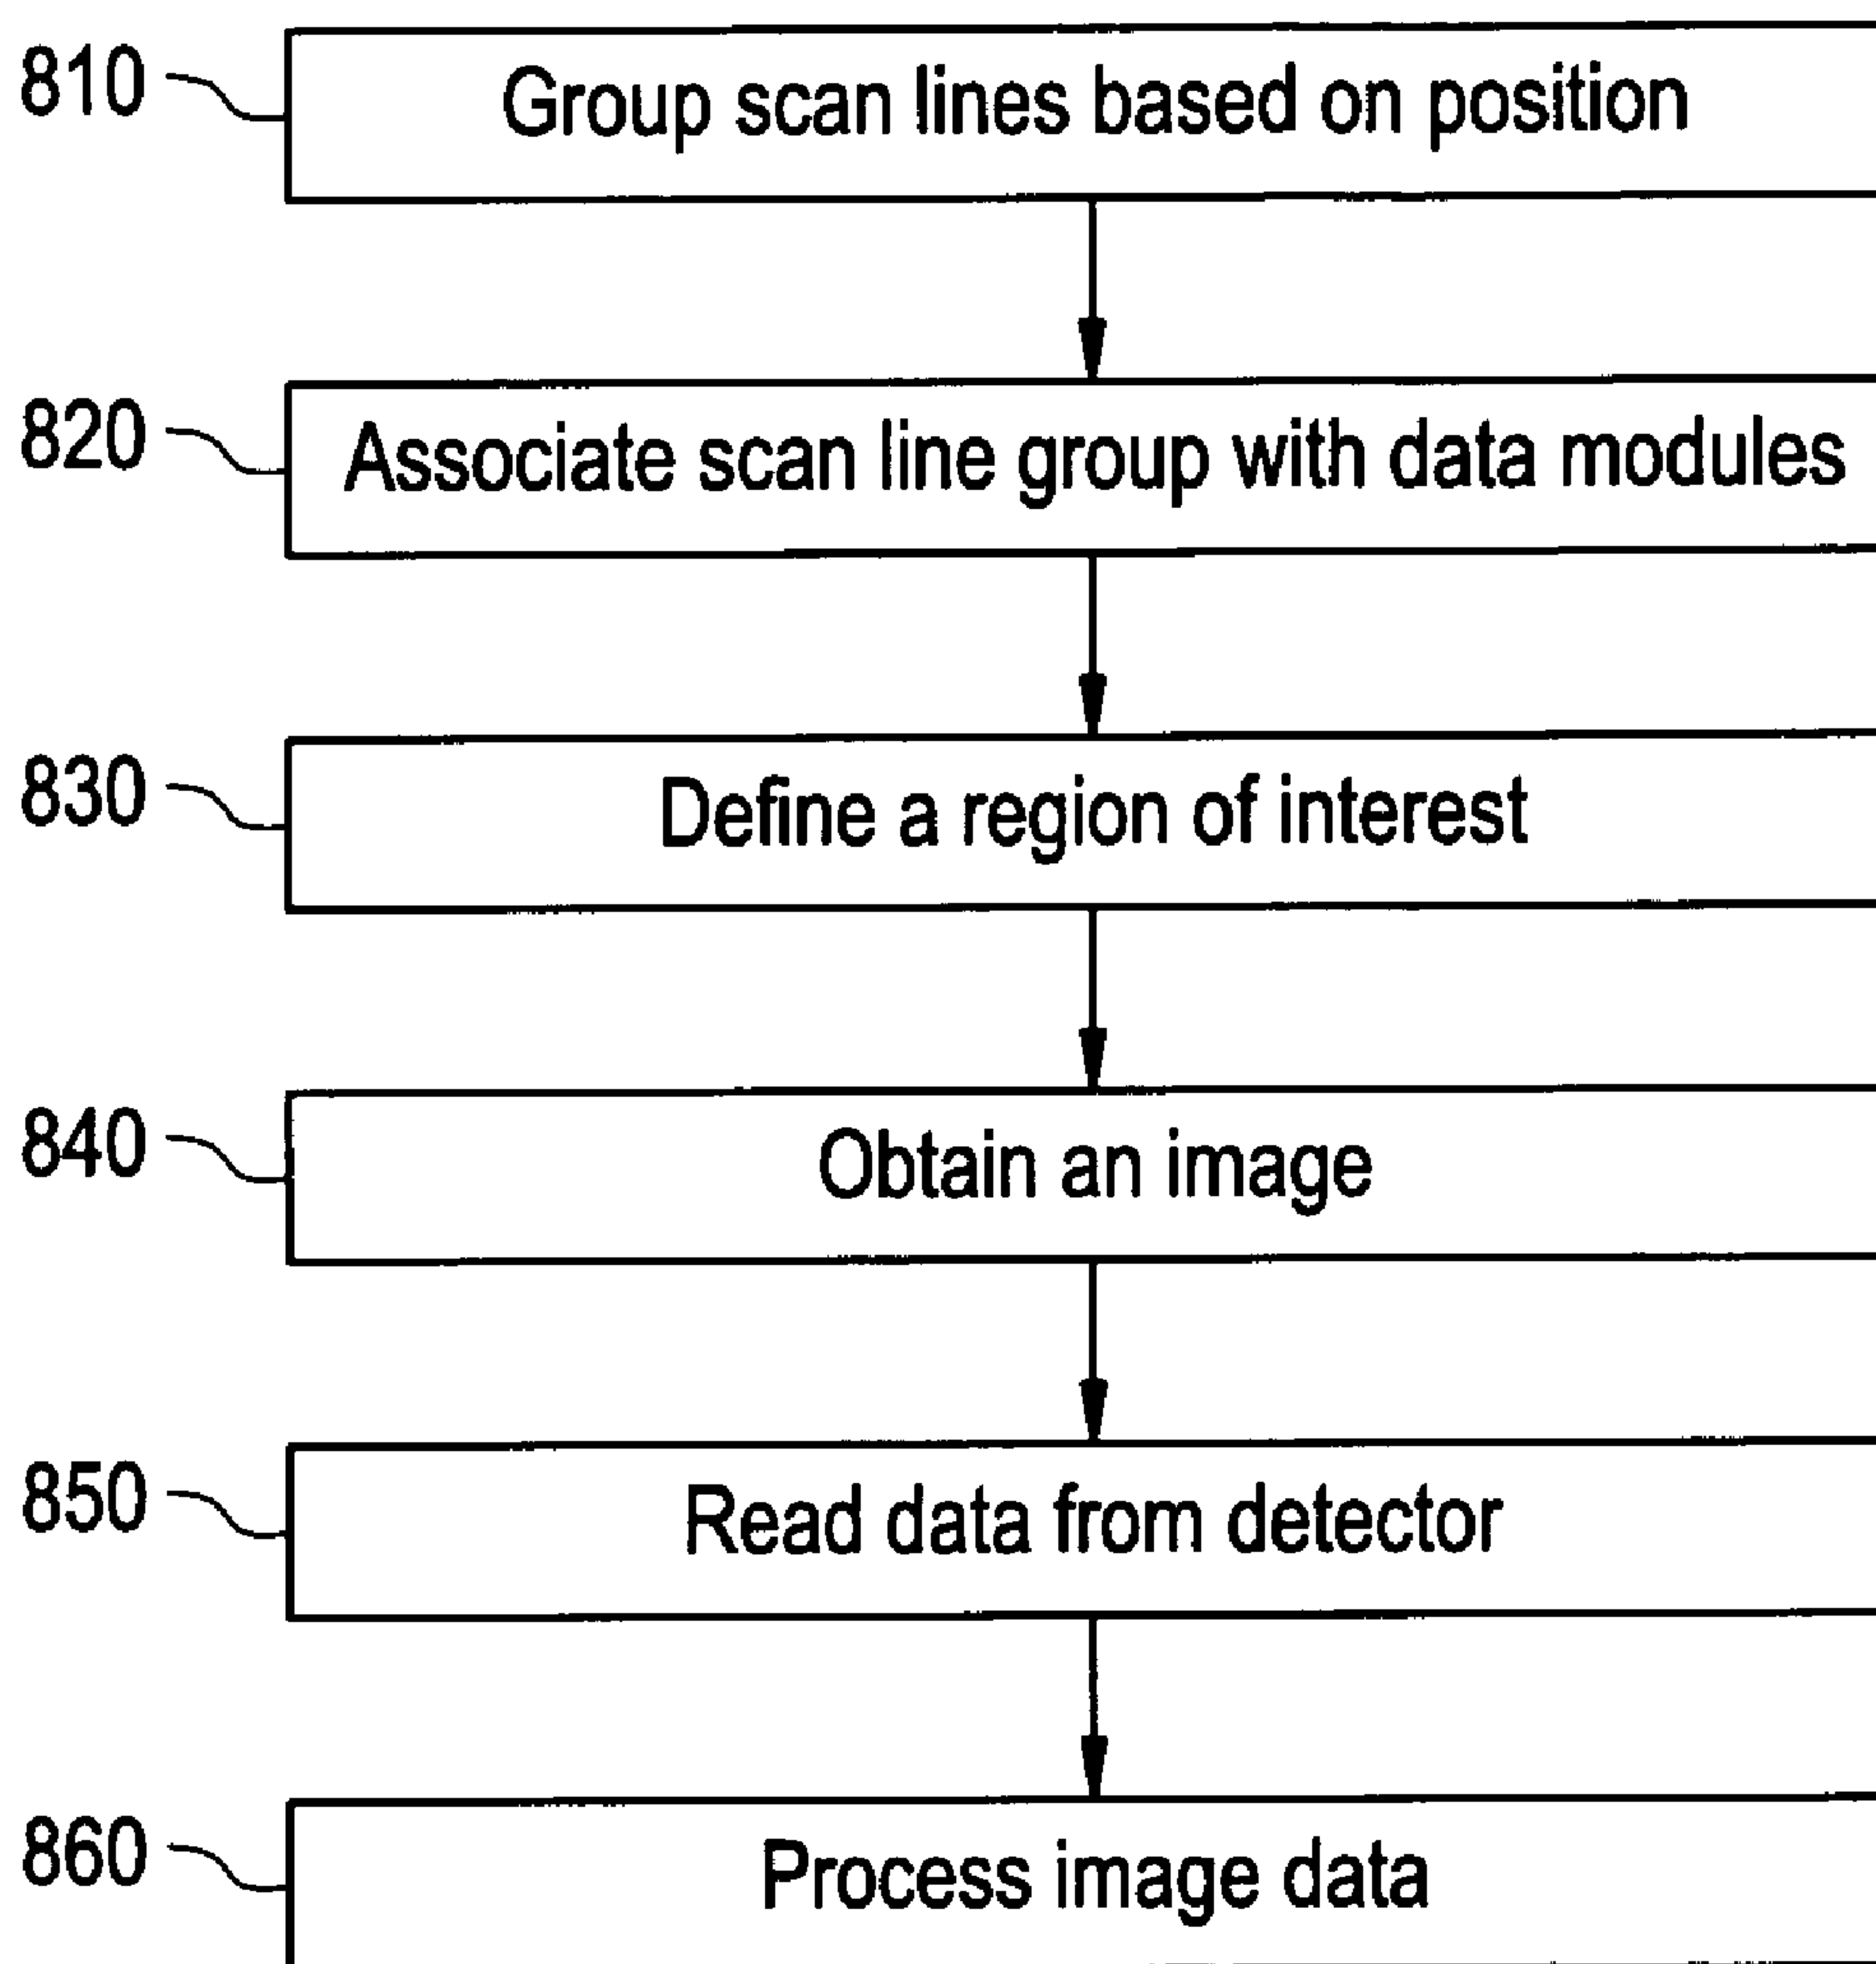 810 Group scan lines based on position
820 Associate scan line group with data modules
830 Define a region of interest
840 Obtain an image
850 Read data from detector
860 Process image data